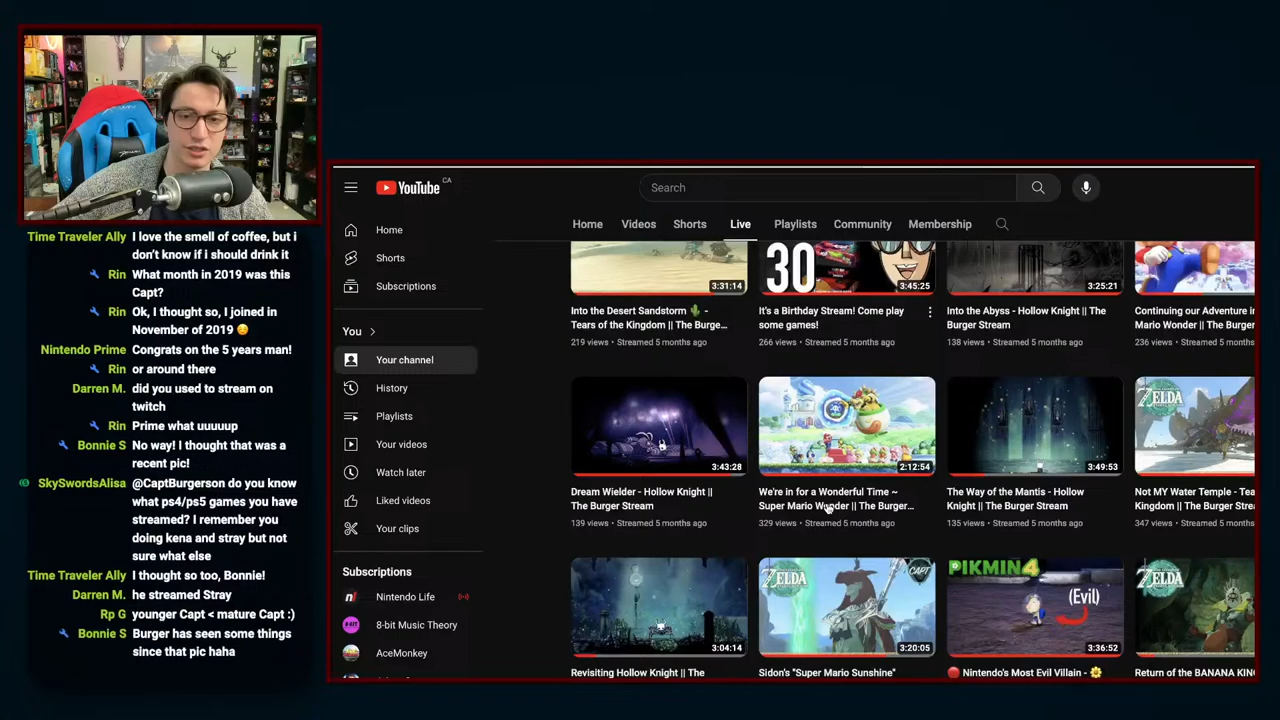 Time Traveler Ally I love the smell of coffee, but i
don't know if i should drink it
Rin What month in 2019 was this
Capt?
Rin Ok, I thought so, I joined in
November of 2019 ☺️
Nintendo Prime Congrats on the 5 years man!
Rin or around there
Darren M. did you used to stream on
twitch
Rin Prime what uuuuup
Bonnie S No way! I thought that was a
recent pic!
SkySwordsAlisa @CaptBurgerson do you know
what ps4/ps5 games you have
streamed? I remember you
doing kena and stray but not
sure what else
Time Traveler Ally I thought so too, Bonnie!
Darren M. he streamed Stray
Rp G younger Capt < mature Capt :)
Bonnie S Burger has seen some things
since that pic haha
YouTube CA
Search
Home Videos Shorts Live Playlists Community Membership
Home
Shorts
Subscriptions
You
Your channel
History
Playlists
Your videos
Watch later
Liked videos
Your clips
Subscriptions
Nintendo Life
8-bit Music Theory
AceMonkey
3:31:14
Into the Desert Sandstorm 🌵 -
Tears of the Kingdom || The Burge...
219 views • Streamed 5 months ago
30
3:45:25
It's a Birthday Stream! Come play
some games!
266 views • Streamed 5 months ago
3:25:21
Into the Abyss - Hollow Knight || The
Burger Stream
138 views • Streamed 5 months ago
Continuing our Adventure in
Mario Wonder || The Burger
236 views • Streamed 5 months ago
3:43:28
Dream Wielder - Hollow Knight ||
The Burger Stream
139 views • Streamed 5 months ago
2:12:54
We're in for a Wonderful Time ~
Super Mario Wunder || The Burger...
329 views • Streamed 5 months ago
3:49:53
The Way of the Mantis - Hollow
Knight || The Burger Stream
135 views • Streamed 5 months ago
ZELDA
Not MY Water Temple - Tea
Kingdom || The Burger Stre
347 views • Streamed 5 months ago
3:04:14
Revisiting Hollow Knight || The
ZELDA
CAPT
3:20:05
Sidon's "Super Mario Sunshine"
PIKMIN 4
(Evil)
3:36:52
🔴 Nintendo's Most Evil Villain - 🌼
ZELDA
Return of the BANANA KIN